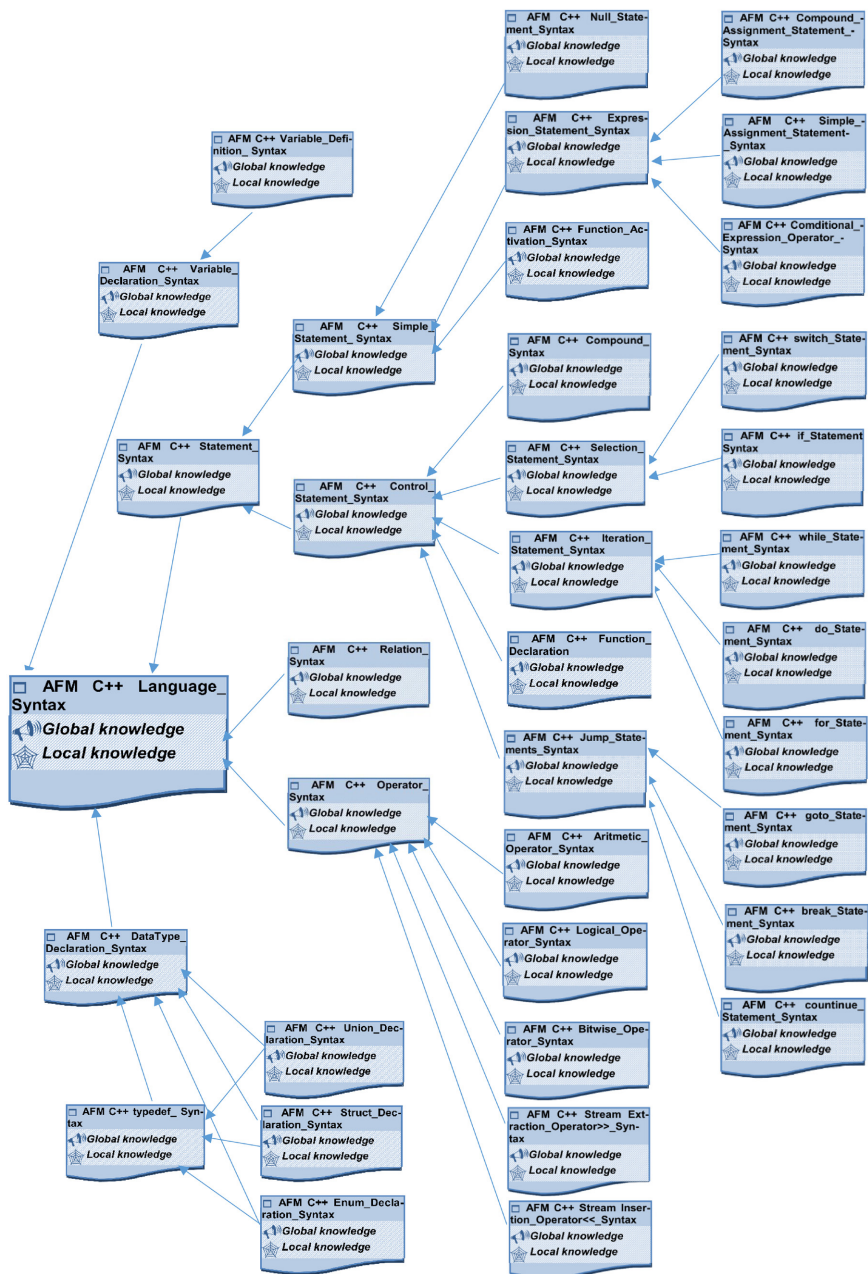 AFM C++ Null_State-
ment_Syntax
Global knowledge
Local knowledge
AFM C++ Compound_-
Assignment_Statement_-
Syntax
Global knowledge
Local knowledge
AFM C++ Expres-
sion_Statement_Syntax
Global knowledge
Local knowledge
AFM C++ Simple_-
Assignment_Statement-
_Syntax
Global knowledge
Local knowledge
AFM C++ Variable_Defi-
nition_ Syntax
Global knowledge
Local knowledge
AFM C++ Function_Ac-
tivation_Syntax
Global knowledge
Local knowledge
AFM C++ Comditional_-
Expression_Operator_-
Syntax
Global knowledge
Local knowledge
AFM C++ Variable_
Declaration_Syntax
Global knowledge
Local knowledge
AFM C++ Simple_
Statement_ Syntax
Global knowledge
Local knowledge
AFM C++ Compound_
Syntax
Global knowledge
Local knowledge
AFM C++ switch_State-
ment_Syntax
Global knowledge
Local knowledge
AFM C++ Statement_
Syntax
Global knowledge
Local knowledge
AFM C++ Selection_
Statement_Syntax
Global knowledge
Local knowledge
AFM C++ if_Statement
Syntax
Global knowledge
Local knowledge
AFM C++ Control_
Statement_Syntax
Global knowledge
Local knowledge
AFM C++ Iteration_
Statement_Syntax
Global knowledge
Local knowledge
AFM C++ while_State-
ment_Syntax
Global knowledge
Local knowledge
AFM C++ Relation_
Syntax
Global knowledge
Local knowledge
AFM C++ Function_
Declaration
Global knowledge
Local knowledge
AFM C++ do_State-
ment_Syntax
Global knowledge
Local knowledge
AFM C++ Language_
Syntax
Global knowledge
Local knowledge
AFM C++ Jump_State-
ments_Syntax
Global knowledge
Local knowledge
AFM C++ for_State-
ment_Syntax
Global knowledge
Local knowledge
AFM C++ Operator_
Syntax
Global knowledge
Local knowledge
AFM C++ Aritmetic_
Operator_Syntax
Global knowledge
Local knowledge
AFM C++ goto_State-
ment_Syntax
Global knowledge
Local knowledge
AFM C++ DataType_
Declaration_Syntax
Global knowledge
Local knowledge
AFM C++ Logical_Ope-
rator_Syntax
Global knowledge
Local knowledge
AFM C++ break_State-
ment_Syntax
Global knowledge
Local knowledge
AFM C++ Union_Dec-
laration_Syntax
Global knowledge
Local knowledge
AFM C++ Bitwise_Ope-
rator_Syntax
Global knowledge
Local knowledge
AFM C++ countinue_
Statement_Syntax
Global knowledge
Local knowledge
AFM C++ typedef_ Syn-
tax
Global knowledge
Local knowledge
AFM C++ Struct_Dec-
laration_Syntax
Global knowledge
Local knowledge
AFM C++ Stream Ext-
raction_Operator>>_Syn-
tax
Global knowledge
Local knowledge
AFM C++ Enum_Decla-
ration_Syntax
Global knowledge
Local knowledge
AFM C++ Stream Inser-
tion_Operator<<_Syntax
Global knowledge
Local knowledge